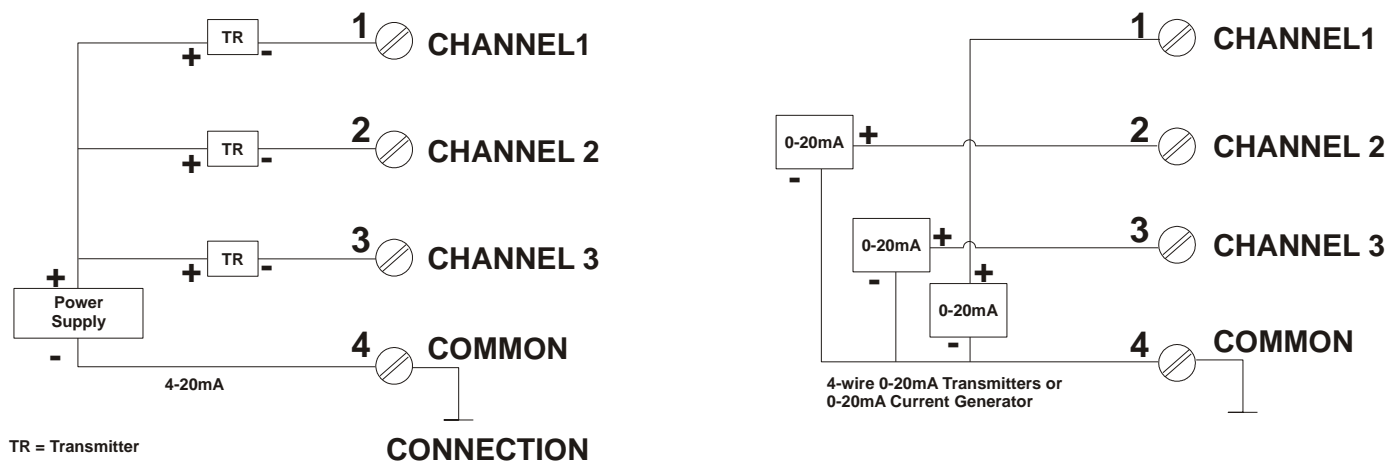 TR
1
CHANNEL1
+
-
TR
2
CHANNEL 2
+
-
TR
3
CHANNEL 3
+
-
+
Power
Supply
-
4
COMMON
4-20mA
TR = Transmitter
CONNECTION
1
CHANNEL1
0-20mA
+
-
2
CHANNEL 2
0-20mA
+
-
3
CHANNEL 3
+
0-20mA
-
4
COMMON
4-wire 0-20mA Transmitters or
0-20mA Current Generator